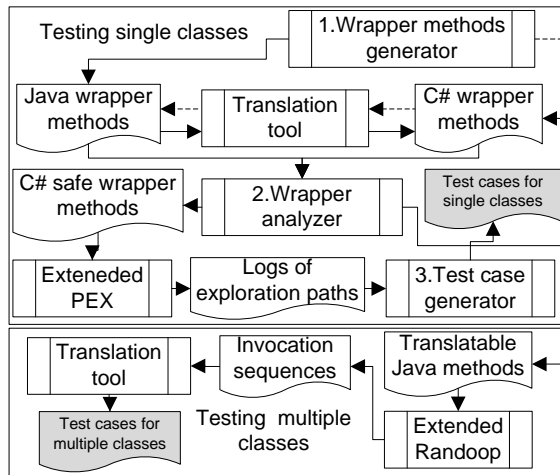 Testing single classes
1.Wrapper methods
generator
Java wrapper
methods
Translation
tool
C# wrapper
methods
C# safe wrapper
methods
2.Wrapper
analyzer
Test cases for
single classes
Exteneded
PEX
Logs of
exploration paths
3.Test case
generator
Translation
tool
Invocation
sequences
Translatable
Java methods
Test cases for
multiple classes
Testing multiple
classes
Extended
Randoop